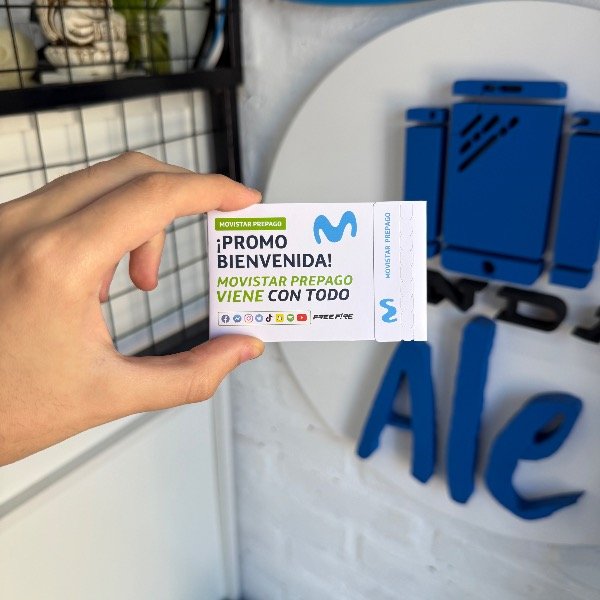 MOVISTAR PREPAGO
¡PROMO
BIENVENIDA!
MOVISTAR PREPAGO
VIENE CON TODO
FREE FIRE
MOVISTAR PREPAGO
Ale